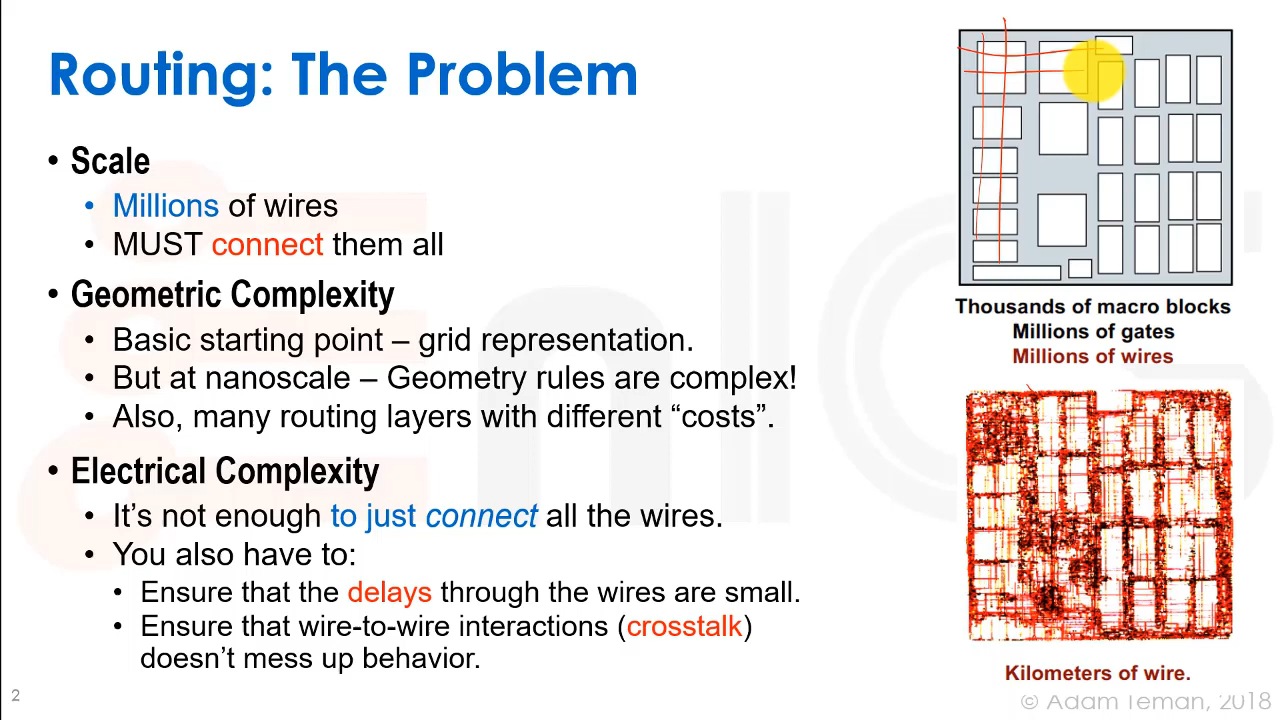 Routing: The Problem
• Scale
• Millions of wires
• MUST connect them all
• Geometric Complexity
• Basic starting point – grid representation.
• But at nanoscale – Geometry rules are complex!
• Also, many routing layers with different “costs”.
• Electrical Complexity
• It’s not enough to just connect all the wires.
• You also have to:
• Ensure that the delays through the wires are small.
• Ensure that wire-to-wire interactions (crosstalk)
doesn’t mess up behavior.
Thousands of macro blocks
Millions of gates
Millions of wires
Kilometers of wire.
2
© Adam Teman, 2018
EnICS